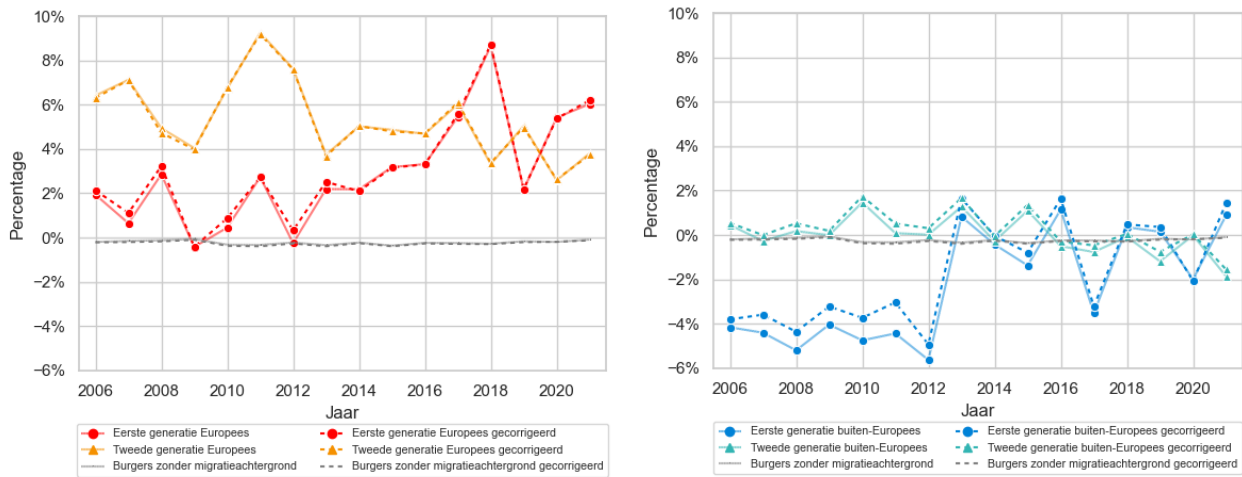 10%
8%
6%
4%
2%
0%
−2%
−4%
−6%
Percentage
2006 2008 2010 2012 2014 2016 2018 2020
Jaar
Eerste generatie Europees Eerste generatie Europees gecorrigeerd
Tweede generatie Europees Tweede generatie Europees gecorrigeerd
Burgers zonder migratieachtergrond Burgers zonder migratieachtergrond gecorrigeerd
10%
8%
6%
4%
2%
0%
−2%
−4%
−6%
Percentage
2006 2008 2010 2012 2014 2016 2018 2020
Jaar
Eerste generatie buiten-Europees Eerste generatie buiten-Europees gecorrigeerd
Tweede generatie buiten-Europees Tweede generatie buiten-Europees gecorrigeerd
Burgers zonder migratieachtergrond Burgers zonder migratieachtergrond gecorrigeerd